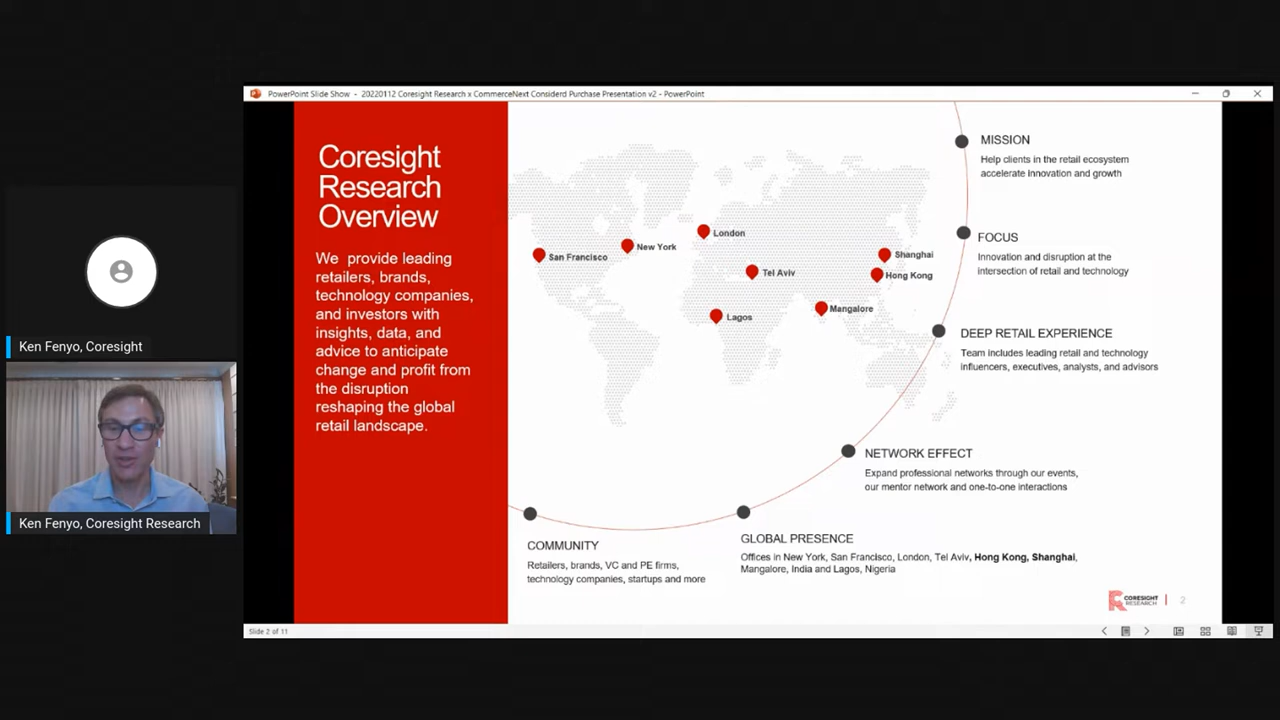 PowerPoint Slide Show - 20220112 Coresight Research x CommerceNext Considerd Purchase Presentation v2 - PowerPoint
Coresight
Research
Overview
We provide leading
retailers, brands,
technology companies,
and investors with
insights, data, and
advice to anticipate
change and profit from
the disruption
reshaping the global
retail landscape.
San Francisco
New York
London
Tel Aviv
Lagos
Shanghai
Hong Kong
Mangalore
MISSION
Help clients in the retail ecosystem
accelerate innovation and growth
FOCUS
Innovation and disruption at the
intersection of retail and technology
DEEP RETAIL EXPERIENCE
Team includes leading retail and technology
influencers, executives, analysts, and advisors
NETWORK EFFECT
Expand professional networks through our events,
our mentor network and one-to-one interactions
GLOBAL PRESENCE
Offices in New York, San Francisco, London, Tel Aviv, Hong Kong, Shanghai,
Mangalore, India and Lagos, Nigeria
COMMUNITY
Retailers, brands, VC and PE firms,
technology companies, startups and more
CORESIGHT
RESEARCH
2
Slide 2 of 11
Ken Fenyo, Coresight
Ken Fenyo, Coresight Research